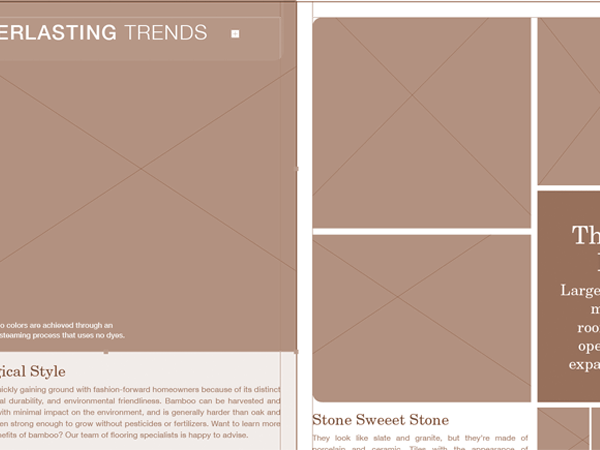 ERLASTING TRENDS
o colors are achieved through an
steaming process that uses no dyes.
gical Style
ickly gaining ground with fashion-forward homeowners because of its distinct
al durability, and environmental friendliness. Bamboo can be harvested and
with minimal impact on the environment, and is generally harder than oak and
en strong enough to grow without pesticides or fertilizers. Want to learn more
nefits of bamboo? Our team of flooring specialists is happy to advise.
Stone Sweeet Stone
They look like slate and granite, but they're made of
porcelain and ceramic. Tiles with the appearance of
Th
Large
m
roo
ope
expa